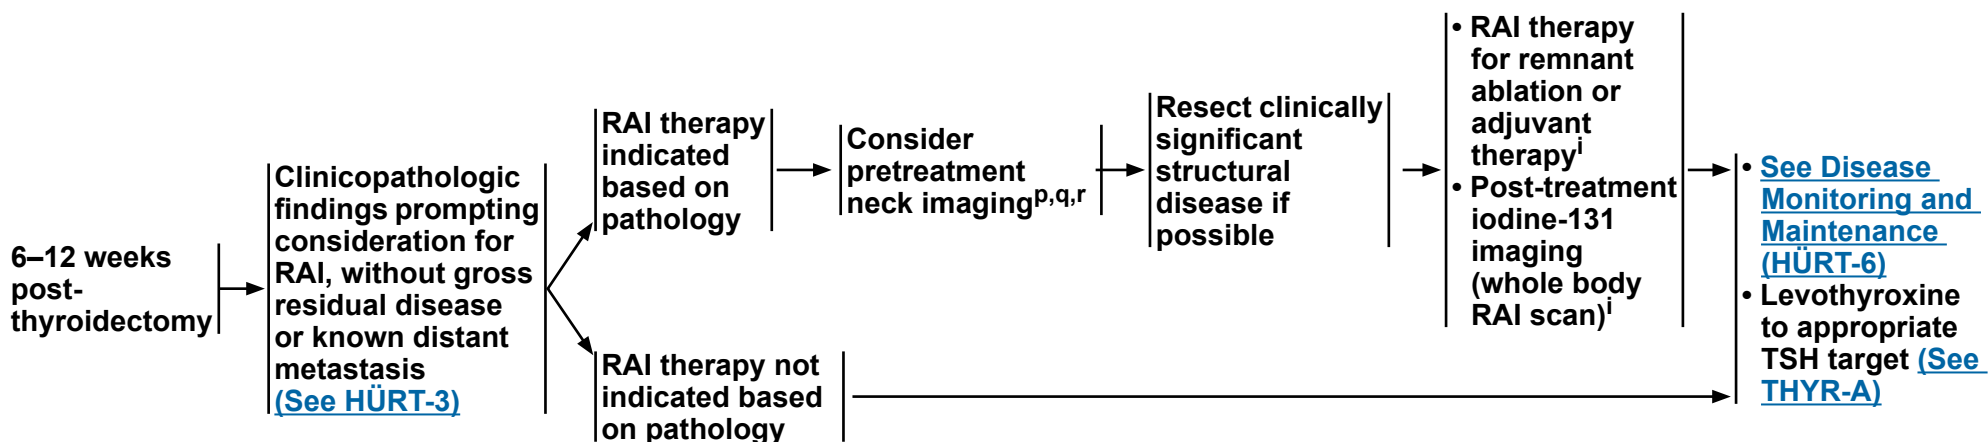 6–12 weeks
post-
thyroidectomy
Clinicopathologic
findings prompting
consideration for
RAI, without gross
residual disease
or known distant
metastasis
(See HÜRT-3)
RAI therapy
indicated
based on
pathology
Consider
pretreatment
neck imagingp,q,r
Resect clinically
significant
structural
disease if
possible
• RAI therapy
for remnant
ablation or
adjuvant
therapyi
• Post-treatment
iodine-131
imaging
(whole body
RAI scan)i
RAI therapy not
indicated based
on pathology
• See Disease
Monitoring and
Maintenance
(HÜRT-6)
• Levothyroxine
to appropriate
TSH target (See
THYR-A)